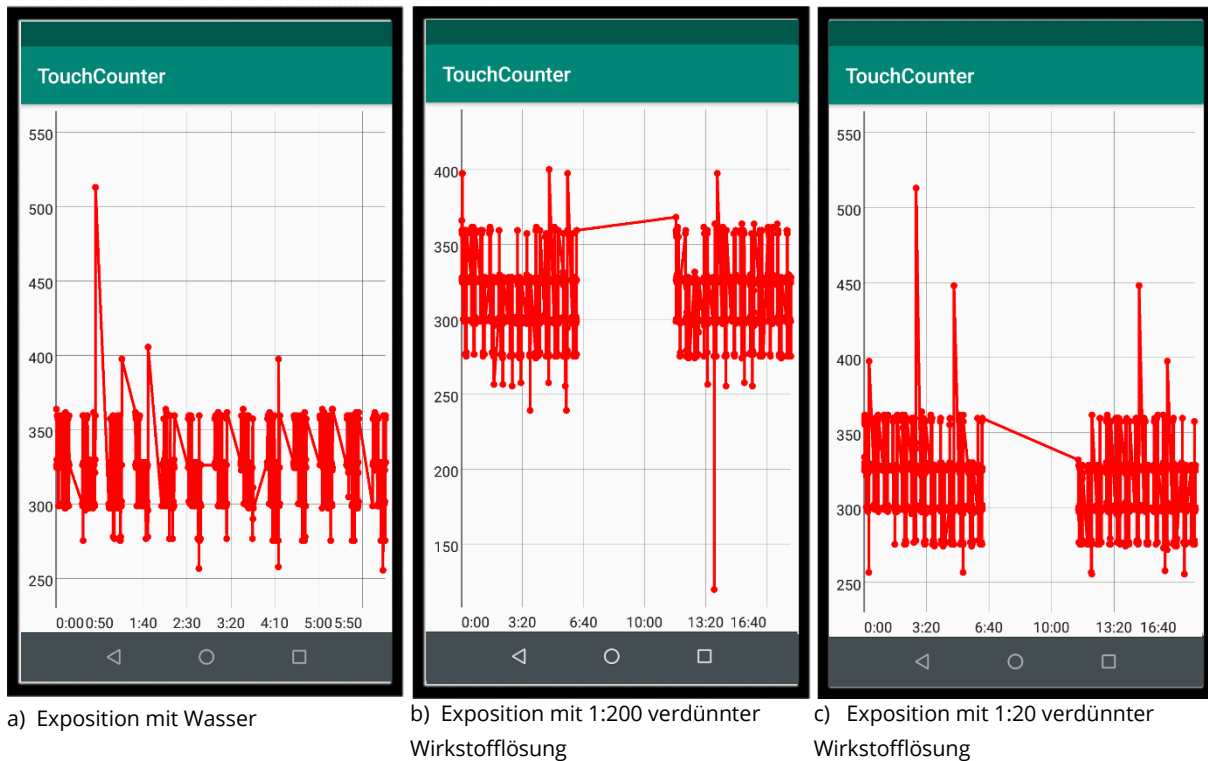 TouchCounter
550
500
450
400
350
300
250
0:00 0:50 1:40 2:30 3:20 4:10 5:00 5:50
a) Exposition mit Wasser
TouchCounter
400
350
300
250
200
150
0:00 3:20 6:40 10:00 13:20 16:40
b) Exposition mit 1:200 verdünnter
Wirkstofflösung
TouchCounter
550
500
450
400
350
300
250
0:00 3:20 6:40 10:00 13:20 16:40
c) Exposition mit 1:20 verdünnter
Wirkstofflösung